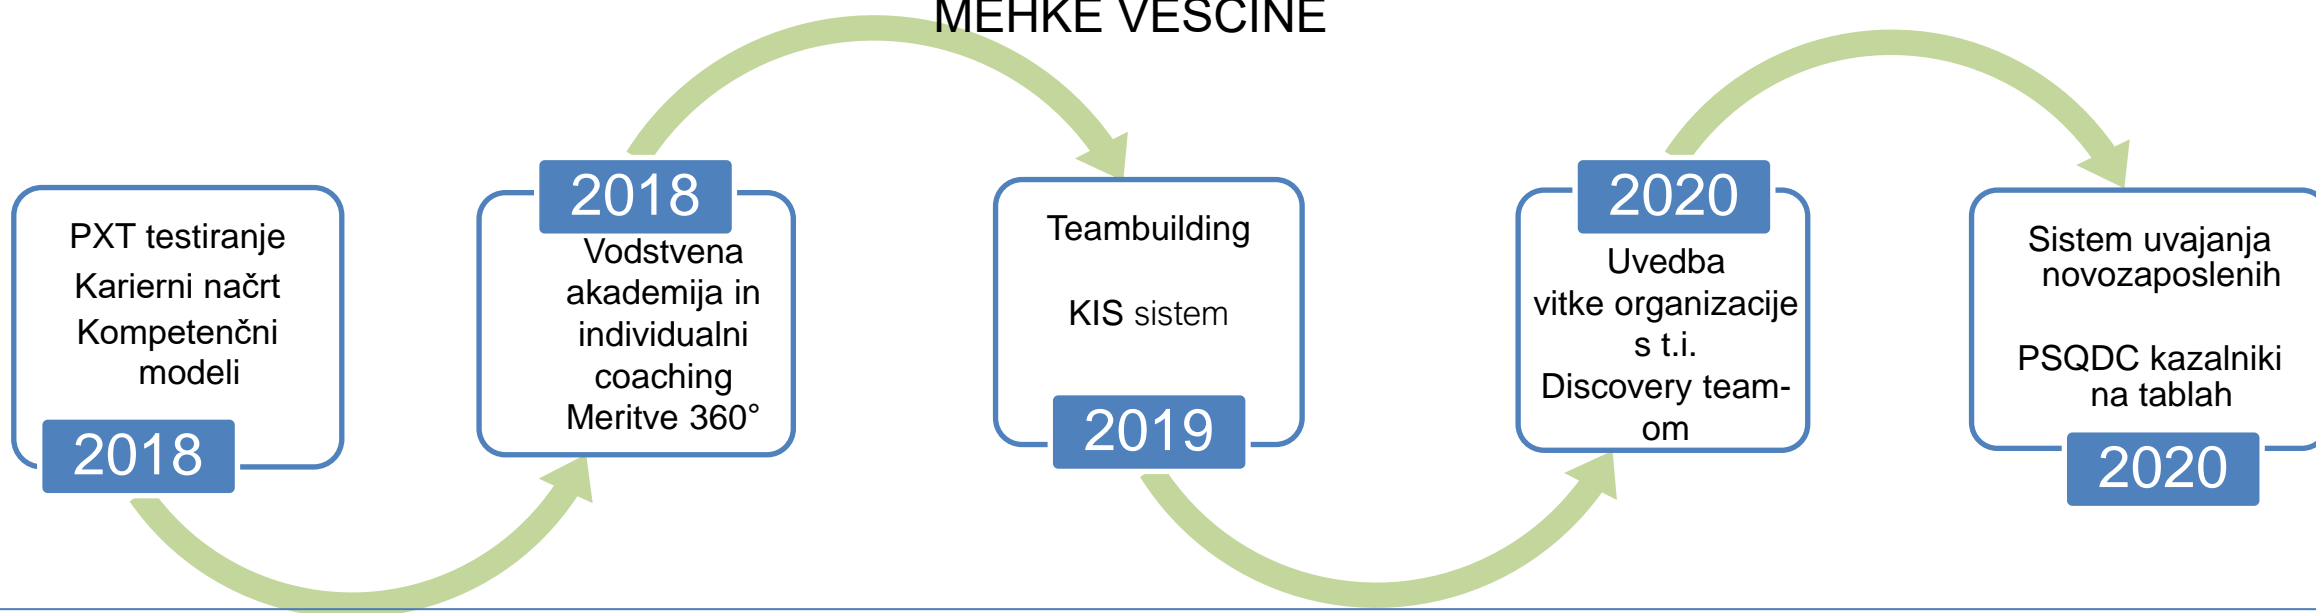 MEHKE VEŠČINE
PXT testiranje
Karierni načrt
Kompetenčni
modeli
2018
2018
Vodstvena
akademija in
individualni
coaching
Meritve 360°
Teambuilding
KIS sistem
2019
2020
Uvedba
vitke organizacije
s t.i.
Discovery team-
om
Sistem uvajanja
novozaposlenih
PSQDC kazalniki
na tablah
2020